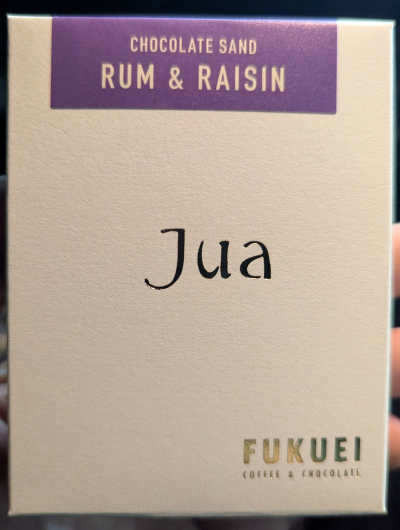 CHOCOLATE SAND
RUM & RAISIN
Jua
FUKUEI
COFFEE & CHOCOLATE